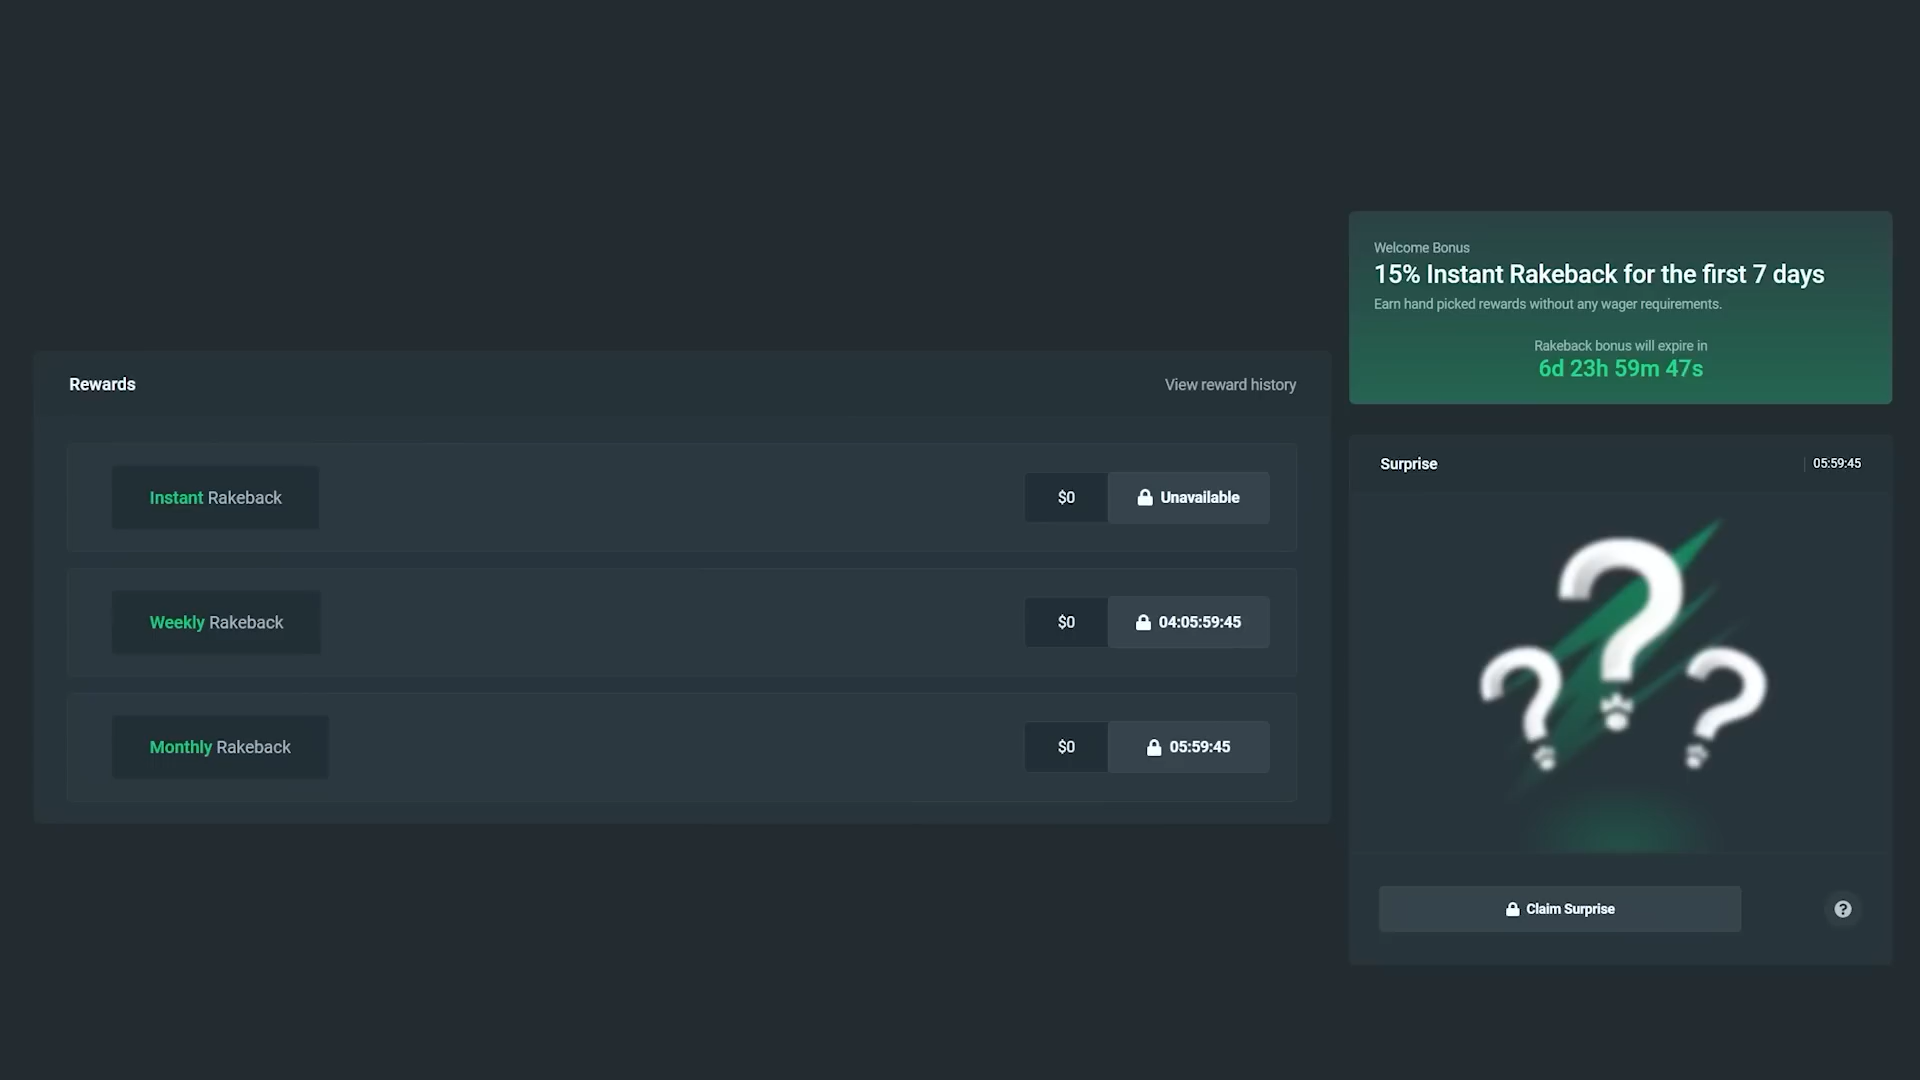 Welcome Bonus
15% Instant Rakeback for the first 7 days
Earn hand picked rewards without any wager requirements.
Rakeback bonus will expire in
6d 23h 59m 47s
Rewards
View reward history
Instant Rakeback
$0
Unavailable
Weekly Rakeback
$0
04:05:59:45
Monthly Rakeback
$0
05:59:45
Surprise
05:59:45
Claim Surprise
?